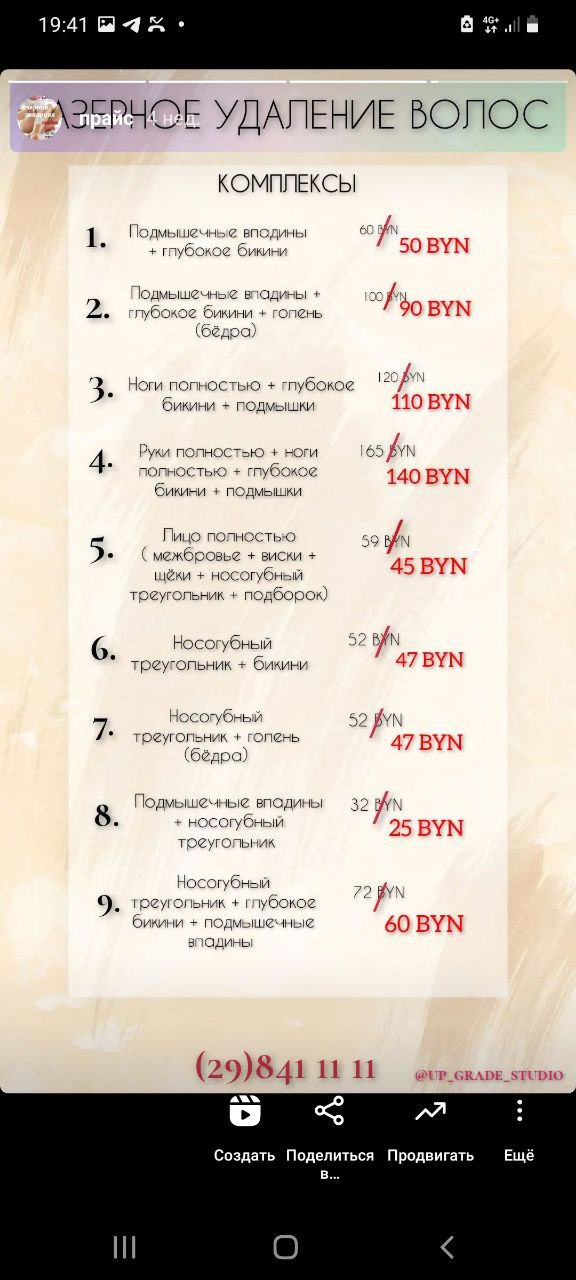 19:41
4G+
ЛАЗЕРНОЕ УДАЛЕНИЕ ВОЛОС
прайс 4 нед.
КОМПЛЕКСЫ
1. Подмышечные впадины
+ глубокое бикини
60 BYN
50 BYN
2. Подмышечные впадины +
глубокое бикини + голень
(бёдра)
100 BYN
90 BYN
3. Ноги полностью + глубокое
бикини + подмышки
120 BYN
110 BYN
4. Руки полностью + ноги
полностью + глубокое
бикини + подмышки
165 BYN
140 BYN
5. Лицо полностью
( межбровье + виски +
щёки + носогубный
треугольник + подборок)
59 BYN
45 BYN
6. Носогубный
треугольник + бикини
52 BYN
47 BYN
7. Носогубный
треугольник + голень
(бёдра)
52 BYN
47 BYN
8. Подмышечные впадины
+ носогубный
треугольник
32 BYN
25 BYN
9. Носогубный
треугольник + глубокое
бикини + подмышечные
впадины
72 BYN
60 BYN
(29)841 11 11
@UP_GRADE_STUDIO
Создать
Поделиться
в...
Продвигать
Ещё